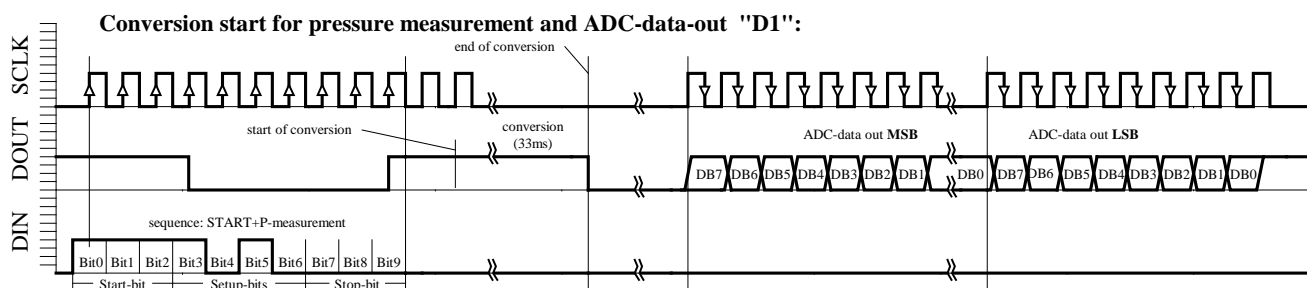 Conversion start for pressure measurement and ADC-data-out "D1":
end of conversion
SCLK
start of conversion
conversion
(33ms)
ADC-data out MSB
ADC-data out LSB
DOUT
DB7 DB6 DB5 DB4 DB3 DB2 DB1 DB0 DB7 DB6 DB5 DB4 DB3 DB2 DB1 DB0
sequence: START+P-measurement
DIN
Bit0 Bit1 Bit2 Bit3 Bit4 Bit5 Bit6 Bit7 Bit8 Bit9
Start-bit Setup-bits Stop-bit